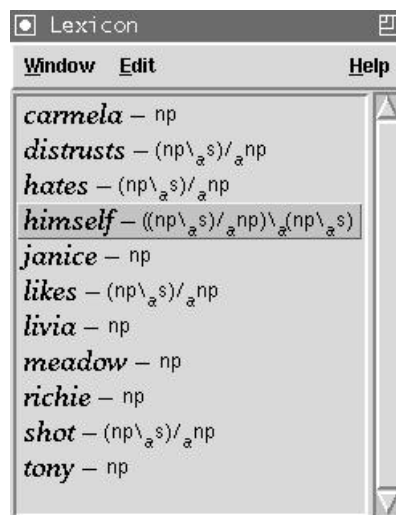 Lexicon
Window Edit Help
carmela – np
distrusts – (np\ₐs)/ₐnp
hates – (np\ₐs)/ₐnp
himself – ((np\ₐs)/ₐnp)\ₐ(np\ₐs)
janice – np
likes – (np\ₐs)/ₐnp
livia – np
meadow – np
richie – np
shot – (np\ₐs)/ₐnp
tony – np